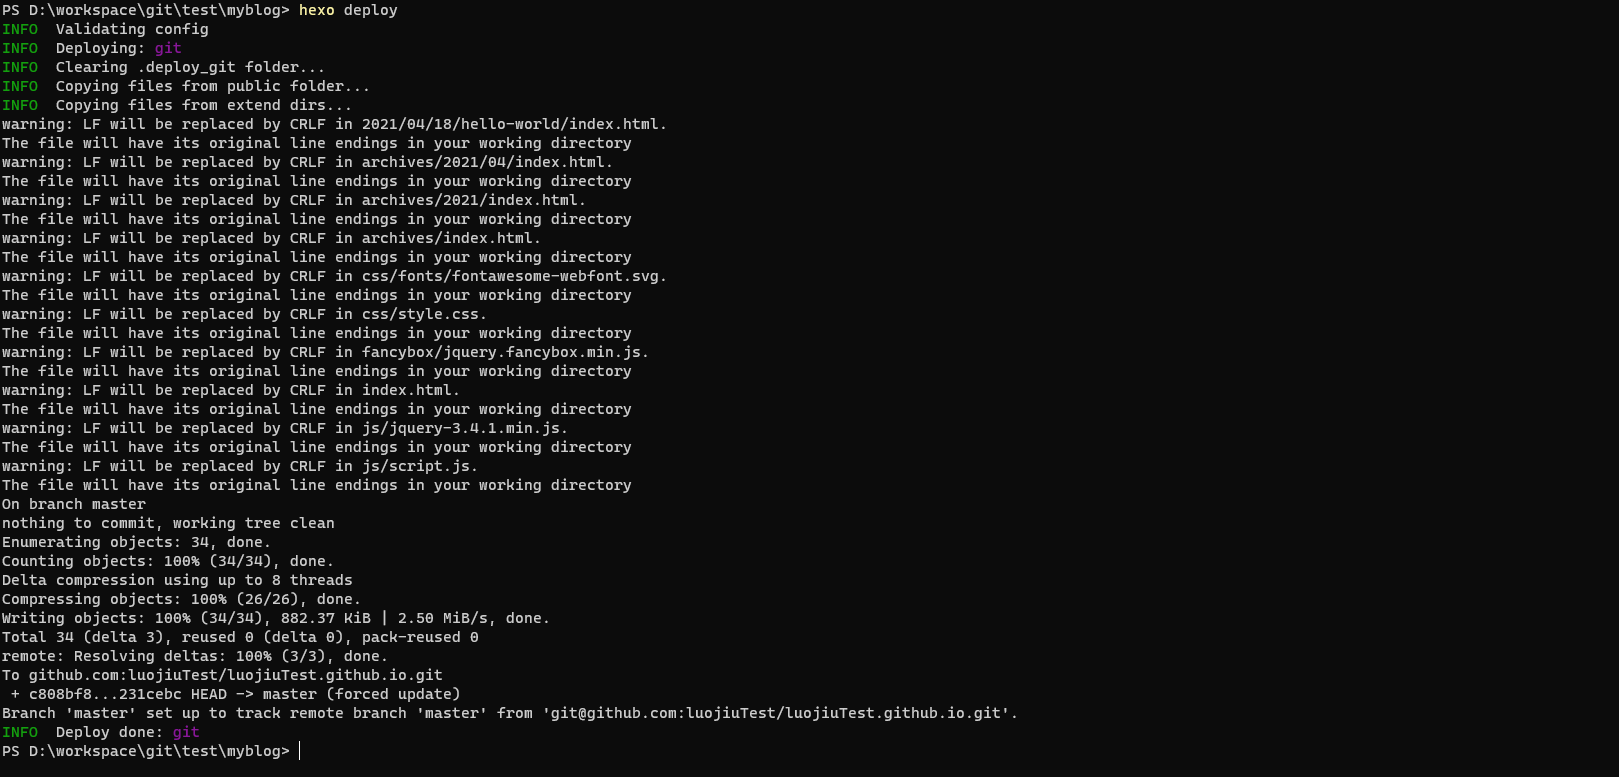 PS D:\workspace\git\test\myblog> hexo deploy
INFO  Validating config
INFO  Deploying: git
INFO  Clearing .deploy_git folder...
INFO  Copying files from public folder...
INFO  Copying files from extend dirs...
warning: LF will be replaced by CRLF in 2021/04/18/hello-world/index.html.
The file will have its original line endings in your working directory
warning: LF will be replaced by CRLF in archives/2021/04/index.html.
The file will have its original line endings in your working directory
warning: LF will be replaced by CRLF in archives/2021/index.html.
The file will have its original line endings in your working directory
warning: LF will be replaced by CRLF in archives/index.html.
The file will have its original line endings in your working directory
warning: LF will be replaced by CRLF in css/fonts/fontawesome-webfont.svg.
The file will have its original line endings in your working directory
warning: LF will be replaced by CRLF in css/style.css.
The file will have its original line endings in your working directory
warning: LF will be replaced by CRLF in fancybox/jquery.fancybox.min.js.
The file will have its original line endings in your working directory
warning: LF will be replaced by CRLF in index.html.
The file will have its original line endings in your working directory
warning: LF will be replaced by CRLF in js/jquery-3.4.1.min.js.
The file will have its original line endings in your working directory
warning: LF will be replaced by CRLF in js/script.js.
The file will have its original line endings in your working directory
On branch master
nothing to commit, working tree clean
Enumerating objects: 34, done.
Counting objects: 100% (34/34), done.
Delta compression using up to 8 threads
Compressing objects: 100% (26/26), done.
Writing objects: 100% (34/34), 882.37 KiB | 2.50 MiB/s, done.
Total 34 (delta 3), reused 0 (delta 0), pack-reused 0
remote: Resolving deltas: 100% (3/3), done.
To github.com:luojiuTest/luojiuTest.github.io.git
 + c808bf8...231cebc HEAD -> master (forced update)
Branch 'master' set up to track remote branch 'master' from 'git@github.com:luojiuTest/luojiuTest.github.io.git'.
INFO  Deploy done: git
PS D:\workspace\git\test\myblog>